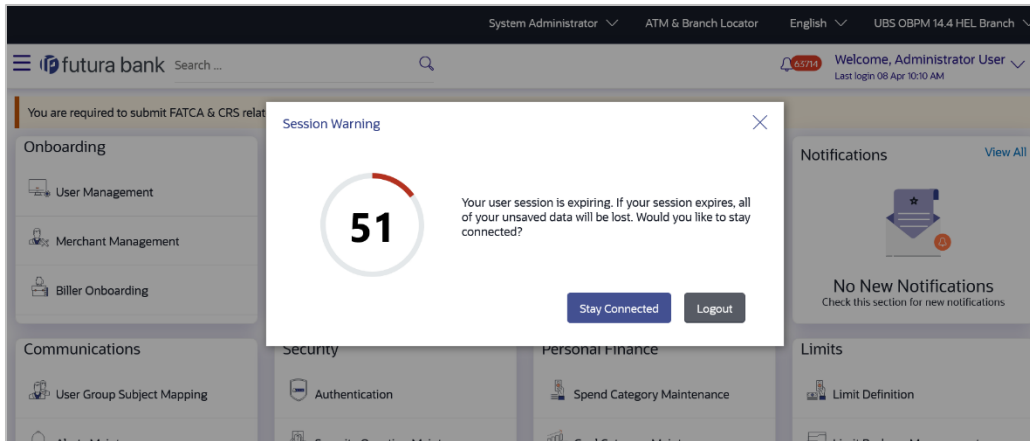 System Administrator
ATM & Branch Locator
English
UBS OBPM 14.4 HEL Branch
futura bank
Search ...
63714
Welcome, Administrator User
Last login 08 Apr 10:10 AM
You are required to submit FATCA & CRS relat
Session Warning
51
Your user session is expiring. If your session expires, all
of your unsaved data will be lost. Would you like to stay
connected?
Stay Connected
Logout
Onboarding
User Management
Merchant Management
Biller Onboarding
Notifications
View All
No New Notifications
Check this section for new notifications
Communications
User Group Subject Mapping
Security
Authentication
Personal Finance
Spend Category Maintenance
Limits
Limit Definition